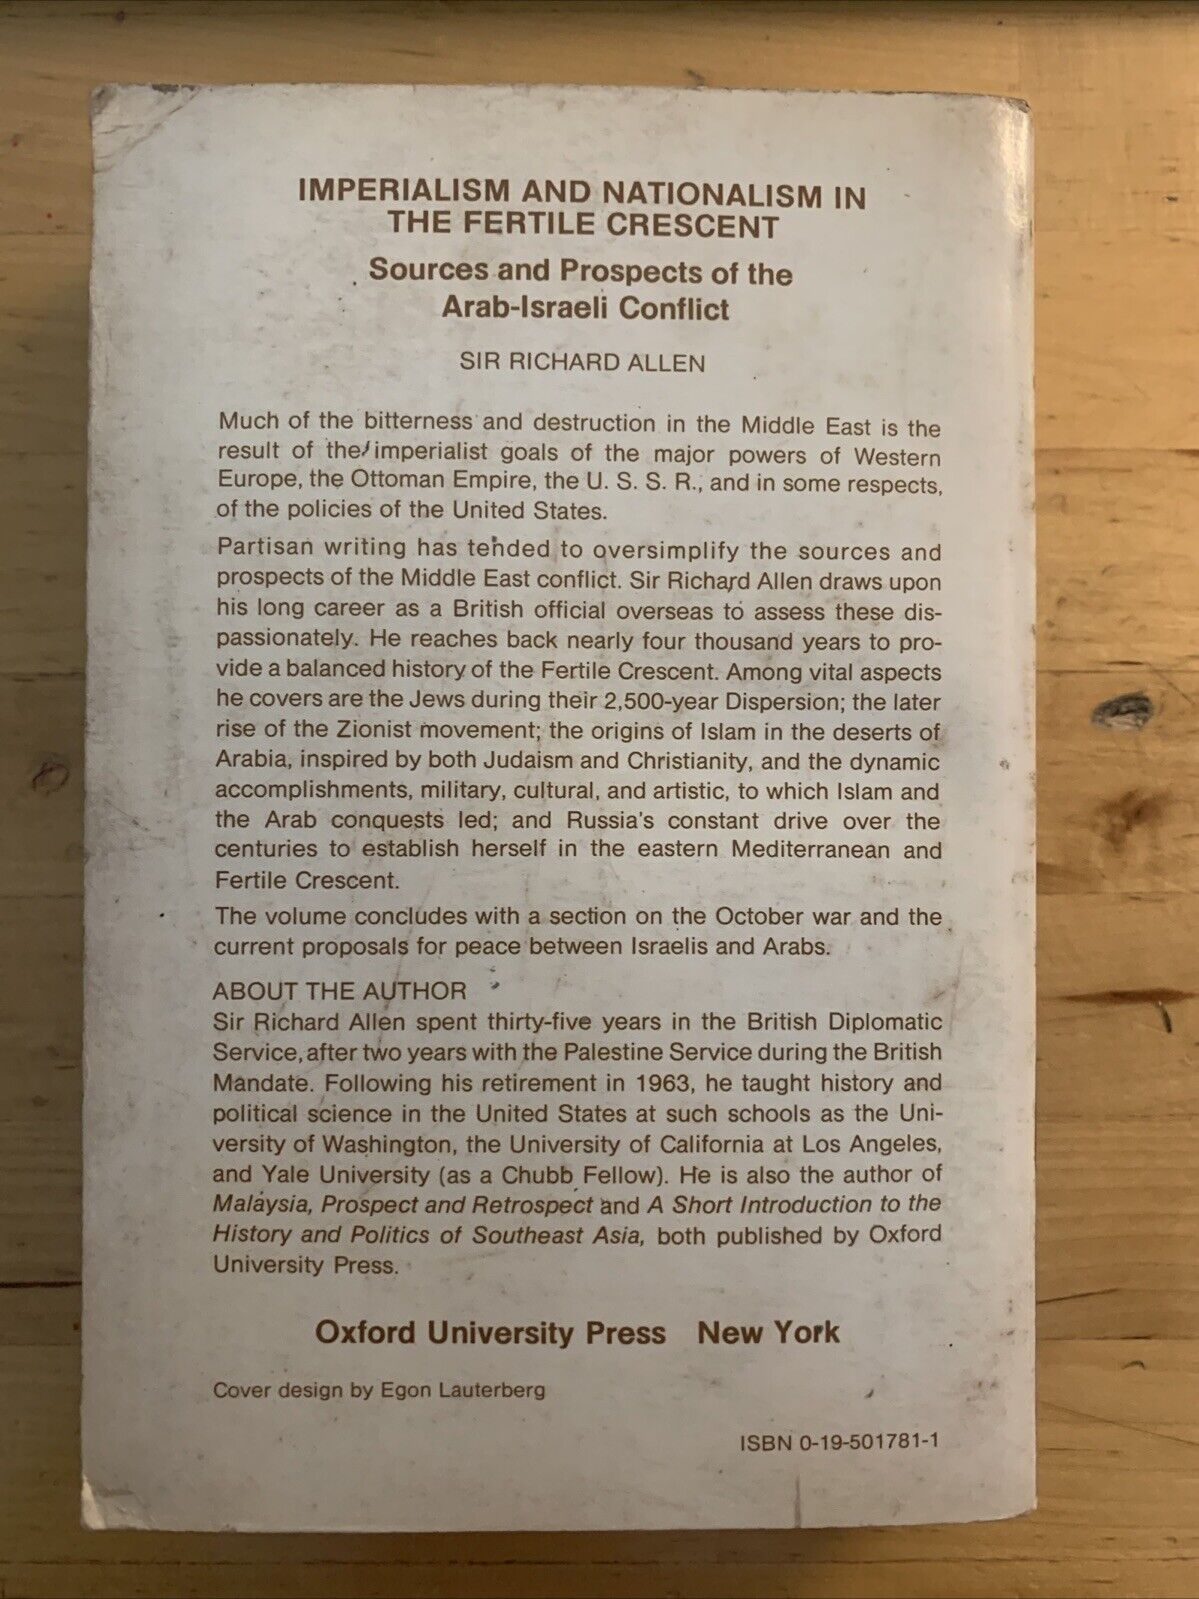 IMPERIALISM AND NATIONALISM IN
THE FERTILE CRESCENT
Sources and Prospects of the
Arab-Israeli Conflict
SIR RICHARD ALLEN
Much of the bitterness and destruction in the Middle East is the
result of the imperialist goals of the major powers of Western
Europe, the Ottoman Empire, the U. S. S. R., and in some respects,
of the policies of the United States.
Partisan writing has tended to oversimplify the sources and
prospects of the Middle East conflict. Sir Richard Allen draws upon
his long career as a British official overseas to assess these dis-
passionately. He reaches back nearly four thousand years to pro-
vide a balanced history of the Fertile Crescent. Among vital aspects
he covers are the Jews during their 2,500-year Dispersion; the later
rise of the Zionist movement; the origins of Islam in the deserts of
Arabia, inspired by both Judaism and Christianity, and the dynamic
accomplishments, military, cultural, and artistic, to which Islam and
the Arab conquests led; and Russia's constant drive over the
centuries to establish herself in the eastern Mediterranean and
Fertile Crescent.
The volume concludes with a section on the October war and the
current proposals for peace between Israelis and Arabs.
ABOUT THE AUTHOR
Sir Richard Allen spent thirty-five years in the British Diplomatic
Service, after two years with the Palestine Service during the British
Mandate. Following his retirement in 1963, he taught history and
political science in the United States at such schools as the Uni-
versity of Washington, the University of California at Los Angeles,
and Yale University (as a Chubb Fellow). He is also the author of
Malaysia, Prospect and Retrospect and A Short Introduction to the
History and Politics of Southeast Asia, both published by Oxford
University Press.
Oxford University Press New York
Cover design by Egon Lauterberg
ISBN 0-19-501781-1